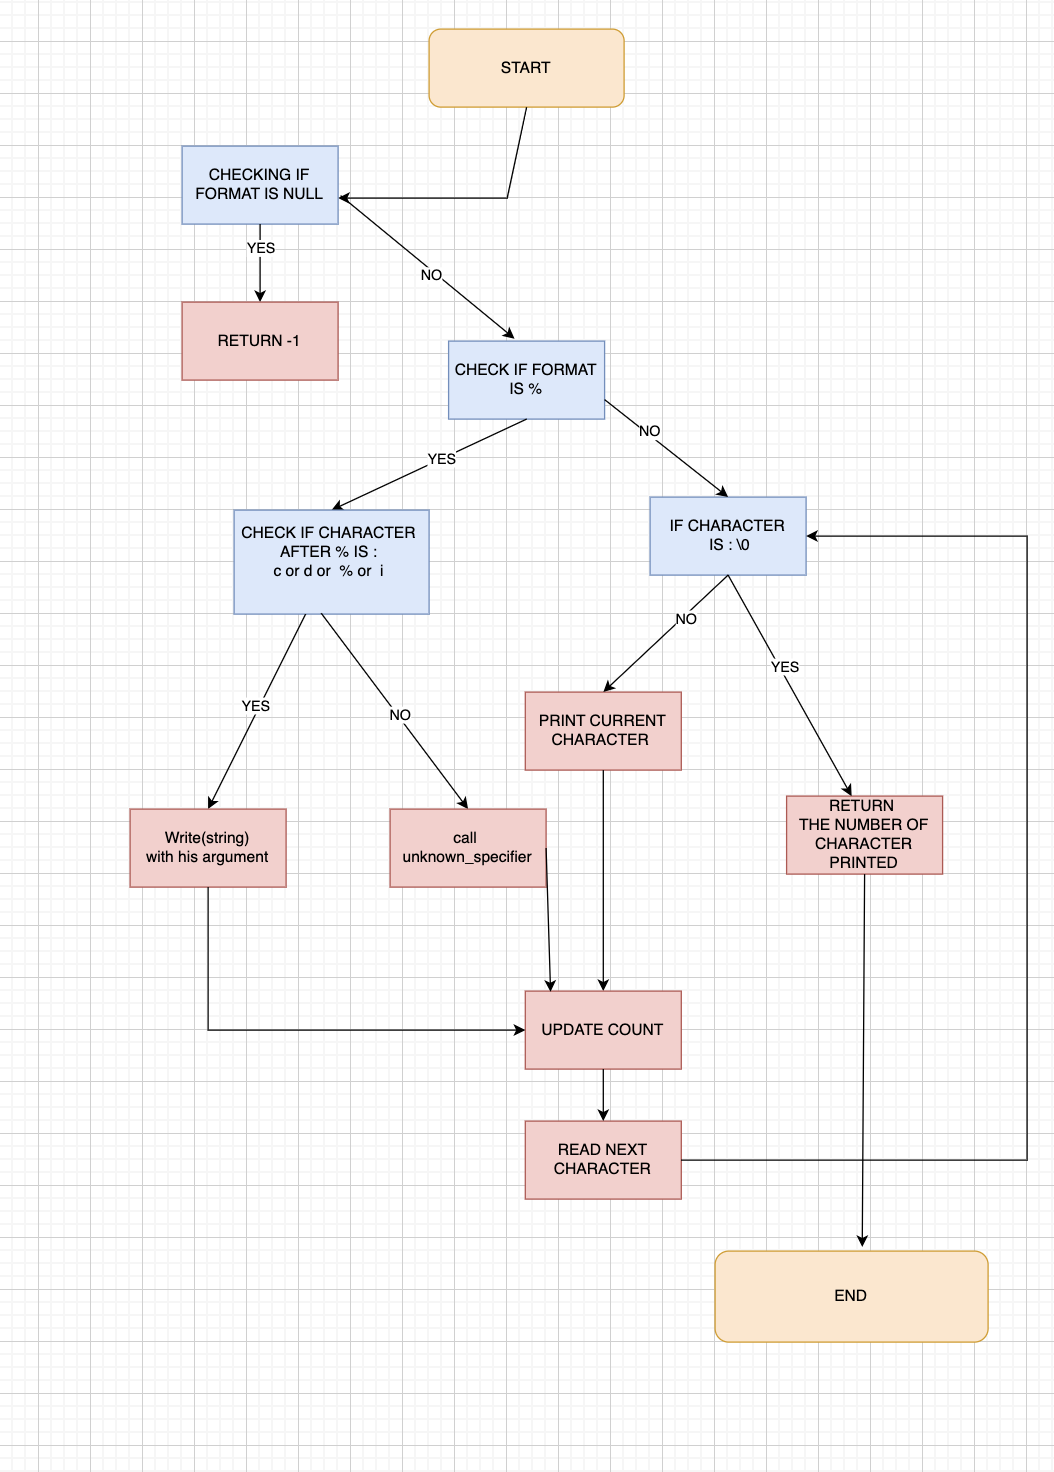 START
CHECKING IF
FORMAT IS NULL
YES
NO
RETURN -1
CHECK IF FORMAT
IS %
NO
YES
CHECK IF CHARACTER
AFTER % IS :
c or d or % or i
IF CHARACTER
IS : \0
NO
YES
YES
NO
PRINT CURRENT
CHARACTER
Write(string)
with his argument
call
unknown_specifier
RETURN
THE NUMBER OF
CHARACTER
PRINTED
UPDATE COUNT
READ NEXT
CHARACTER
END